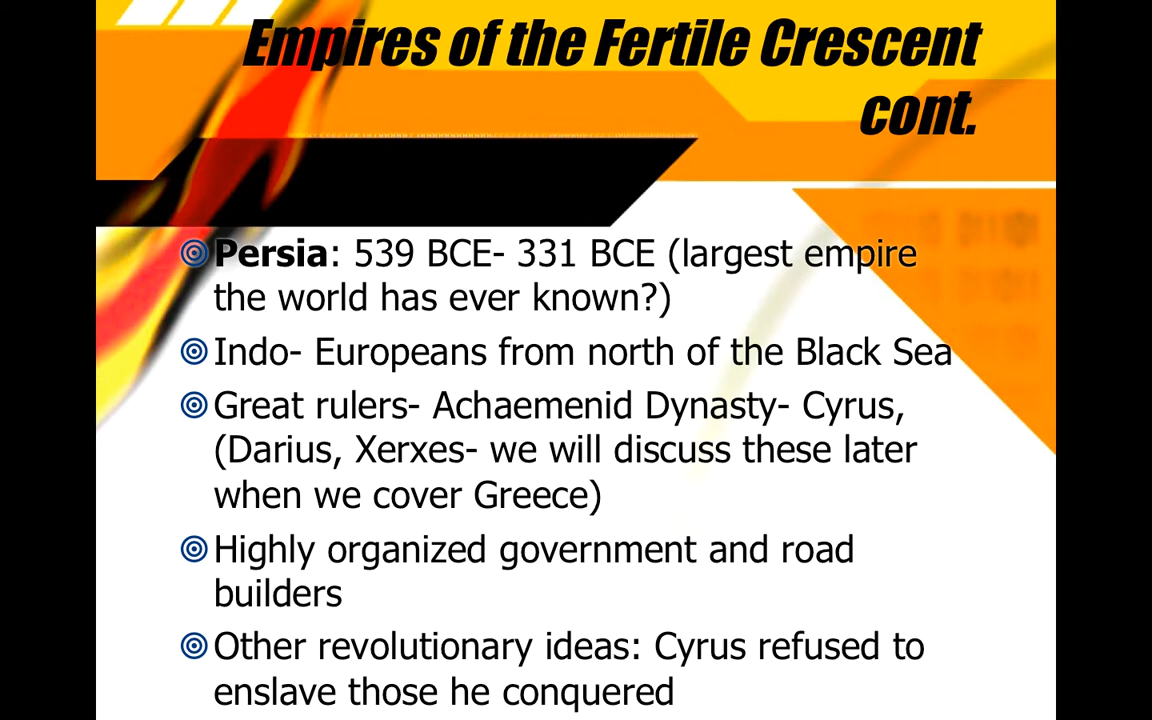 Empires of the Fertile Crescent
cont.
Persia: 539 BCE- 331 BCE (largest empire
the world has ever known?)
Indo- Europeans from north of the Black Sea
Great rulers- Achaemenid Dynasty- Cyrus,
(Darius, Xerxes- we will discuss these later
when we cover Greece)
Highly organized government and road
builders
Other revolutionary ideas: Cyrus refused to
enslave those he conquered